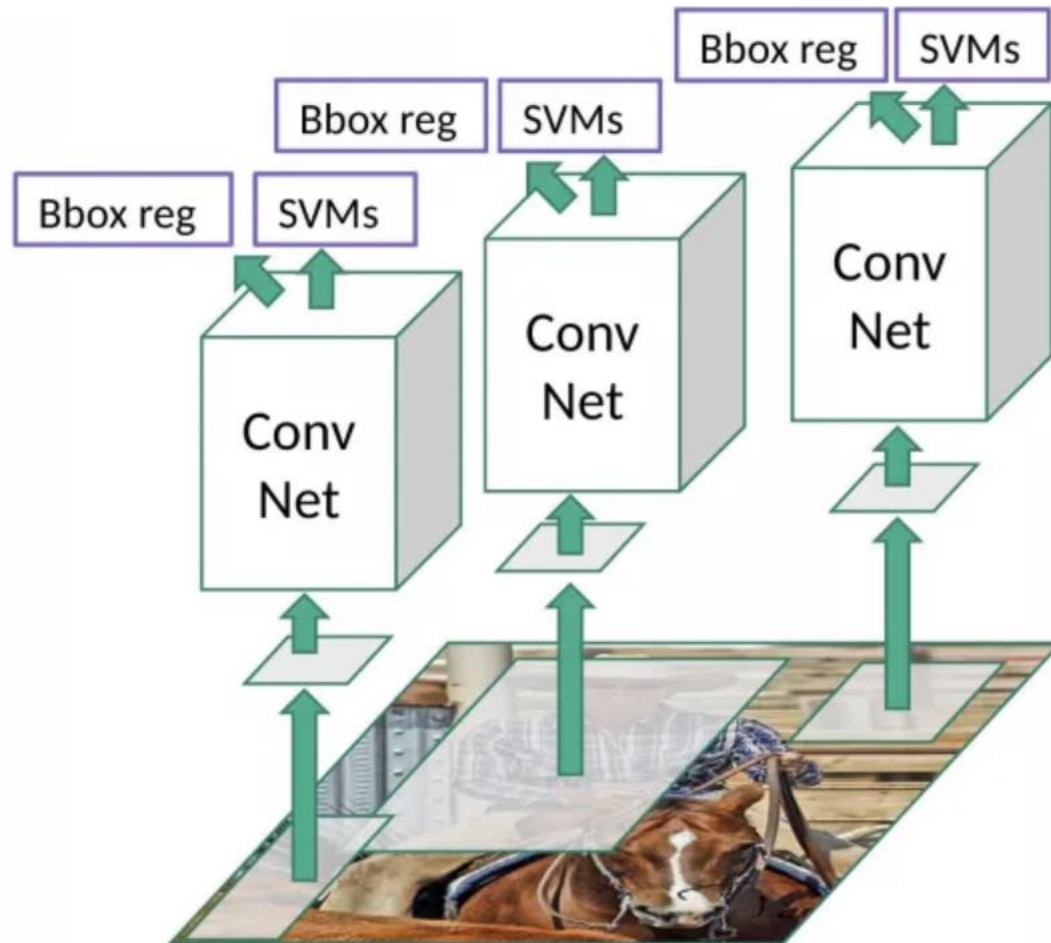 Bbox reg
SVMs
Bbox reg
SVMs
Bbox reg
SVMs
Conv
Net
Conv
Net
Conv
Net